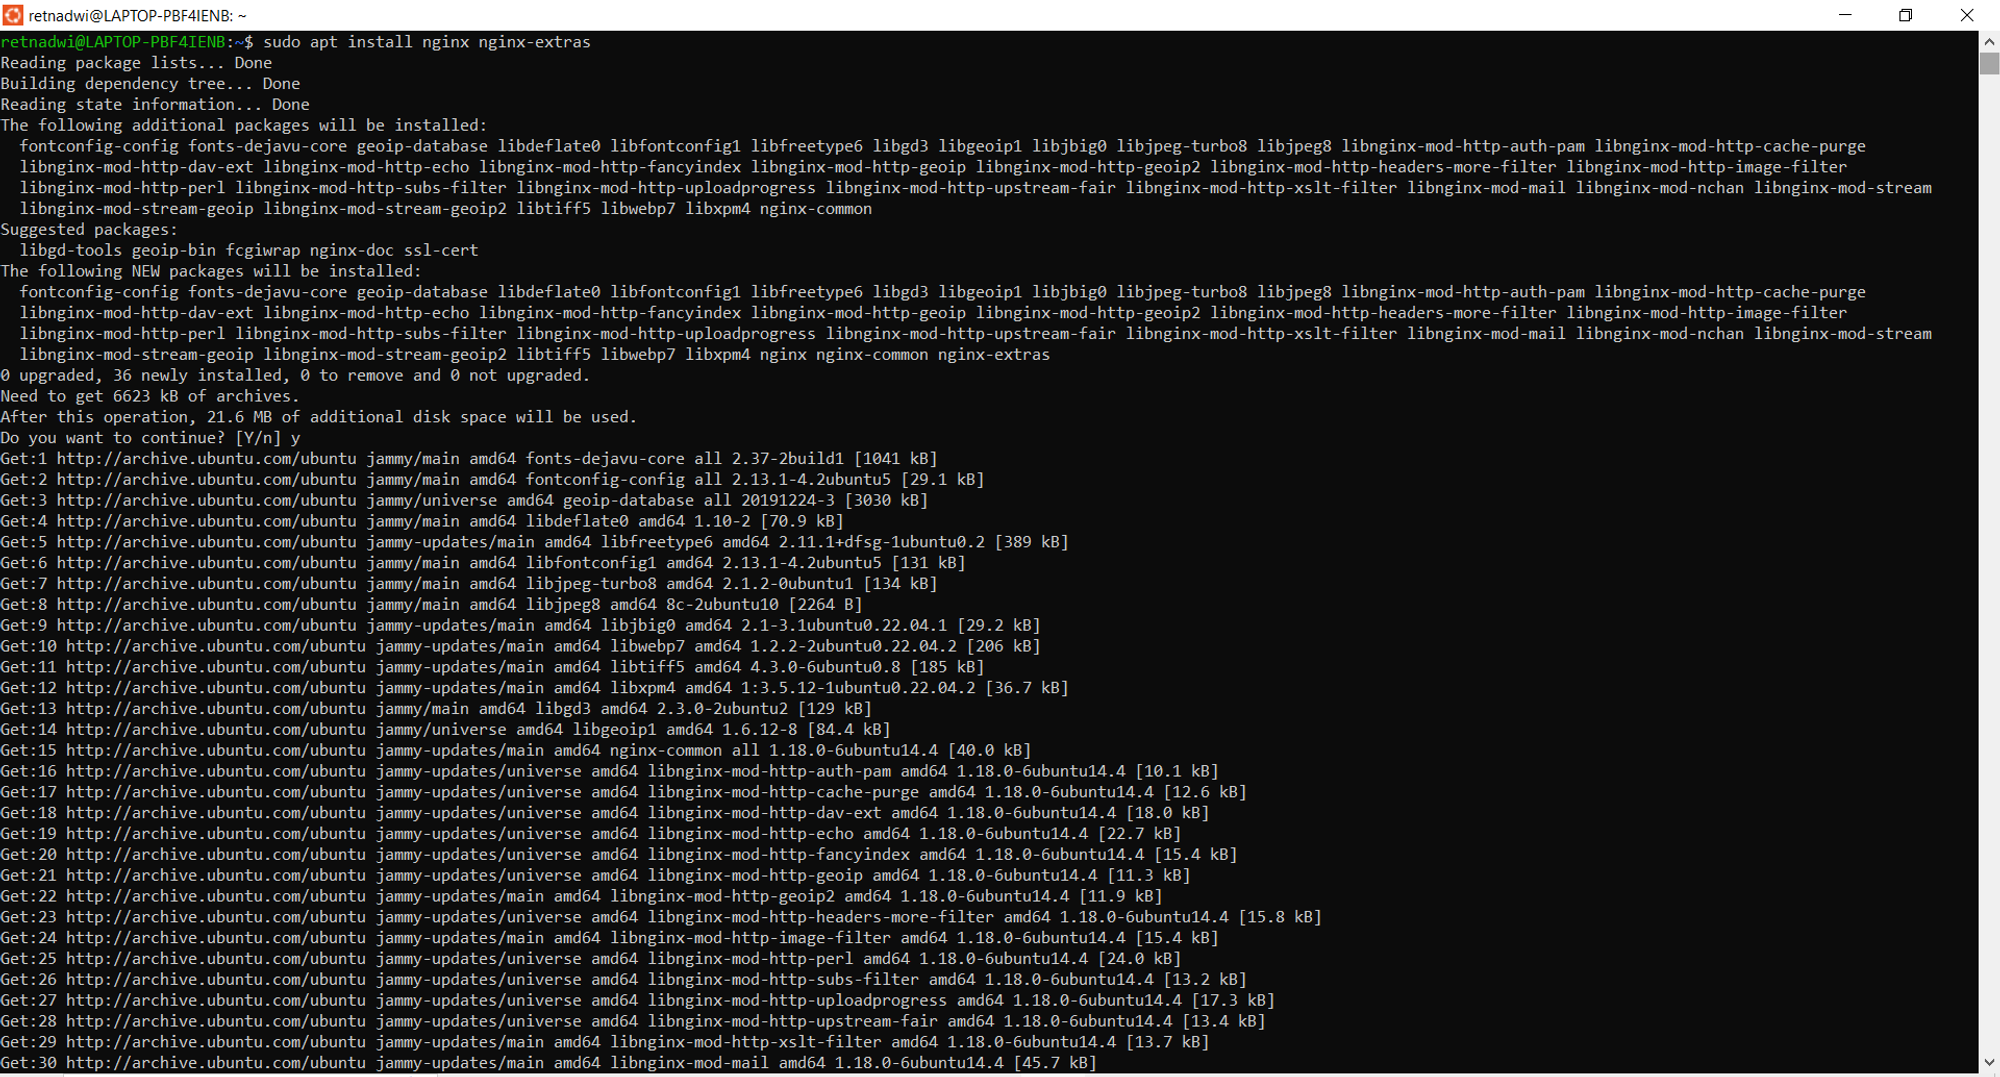 retnadwi@LAPTOP-PBF4IENB: ~
retnadwi@LAPTOP-PBF4IENB:~$ sudo apt install nginx nginx-extras
Reading package lists... Done
Building dependency tree... Done
Reading state information... Done
The following additional packages will be installed:
  fontconfig-config fonts-dejavu-core geoip-database libdeflate0 libfontconfig1 libfreetype6 libgd3 libgeoip1 libjbig0 libjpeg-turbo8 libjpeg8 libnginx-mod-http-auth-pam libnginx-mod-http-cache-purge
  libnginx-mod-http-dav-ext libnginx-mod-http-echo libnginx-mod-http-fancyindex libnginx-mod-http-geoip libnginx-mod-http-geoip2 libnginx-mod-http-headers-more-filter libnginx-mod-http-image-filter
  libnginx-mod-http-perl libnginx-mod-http-subs-filter libnginx-mod-http-uploadprogress libnginx-mod-http-upstream-fair libnginx-mod-http-xslt-filter libnginx-mod-mail libnginx-mod-nchan libnginx-mod-stream
  libnginx-mod-stream-geoip libnginx-mod-stream-geoip2 libtiff5 libwebp7 libxpm4 nginx-common
Suggested packages:
  libgd-tools geoip-bin fcgiwrap nginx-doc ssl-cert
The following NEW packages will be installed:
  fontconfig-config fonts-dejavu-core geoip-database libdeflate0 libfontconfig1 libfreetype6 libgd3 libgeoip1 libjbig0 libjpeg-turbo8 libjpeg8 libnginx-mod-http-auth-pam libnginx-mod-http-cache-purge
  libnginx-mod-http-dav-ext libnginx-mod-http-echo libnginx-mod-http-fancyindex libnginx-mod-http-geoip libnginx-mod-http-geoip2 libnginx-mod-http-headers-more-filter libnginx-mod-http-image-filter
  libnginx-mod-http-perl libnginx-mod-http-subs-filter libnginx-mod-http-uploadprogress libnginx-mod-http-upstream-fair libnginx-mod-http-xslt-filter libnginx-mod-mail libnginx-mod-nchan libnginx-mod-stream
  libnginx-mod-stream-geoip libnginx-mod-stream-geoip2 libtiff5 libwebp7 libxpm4 nginx nginx-common nginx-extras
0 upgraded, 36 newly installed, 0 to remove and 0 not upgraded.
Need to get 6623 kB of archives.
After this operation, 21.6 MB of additional disk space will be used.
Do you want to continue? [Y/n] y
Get:1 http://archive.ubuntu.com/ubuntu jammy/main amd64 fonts-dejavu-core all 2.37-2build1 [1041 kB]
Get:2 http://archive.ubuntu.com/ubuntu jammy/main amd64 fontconfig-config all 2.13.1-4.2ubuntu5 [29.1 kB]
Get:3 http://archive.ubuntu.com/ubuntu jammy/universe amd64 geoip-database all 20191224-3 [3030 kB]
Get:4 http://archive.ubuntu.com/ubuntu jammy/main amd64 libdeflate0 amd64 1.10-2 [70.9 kB]
Get:5 http://archive.ubuntu.com/ubuntu jammy-updates/main amd64 libfreetype6 amd64 2.11.1+dfsg-1ubuntu0.2 [389 kB]
Get:6 http://archive.ubuntu.com/ubuntu jammy/main amd64 libfontconfig1 amd64 2.13.1-4.2ubuntu5 [131 kB]
Get:7 http://archive.ubuntu.com/ubuntu jammy/main amd64 libjpeg-turbo8 amd64 2.1.2-0ubuntu1 [134 kB]
Get:8 http://archive.ubuntu.com/ubuntu jammy/main amd64 libjpeg8 amd64 8c-2ubuntu10 [2264 B]
Get:9 http://archive.ubuntu.com/ubuntu jammy-updates/main amd64 libjbig0 amd64 2.1-3.1ubuntu0.22.04.1 [29.2 kB]
Get:10 http://archive.ubuntu.com/ubuntu jammy-updates/main amd64 libwebp7 amd64 1.2.2-2ubuntu0.22.04.2 [206 kB]
Get:11 http://archive.ubuntu.com/ubuntu jammy-updates/main amd64 libtiff5 amd64 4.3.0-6ubuntu0.8 [185 kB]
Get:12 http://archive.ubuntu.com/ubuntu jammy-updates/main amd64 libxpm4 amd64 1:3.5.12-1ubuntu0.22.04.2 [36.7 kB]
Get:13 http://archive.ubuntu.com/ubuntu jammy/main amd64 libgd3 amd64 2.3.0-2ubuntu2 [129 kB]
Get:14 http://archive.ubuntu.com/ubuntu jammy/universe amd64 libgeoip1 amd64 1.6.12-8 [84.4 kB]
Get:15 http://archive.ubuntu.com/ubuntu jammy-updates/main amd64 nginx-common all 1.18.0-6ubuntu14.4 [40.0 kB]
Get:16 http://archive.ubuntu.com/ubuntu jammy-updates/universe amd64 libnginx-mod-http-auth-pam amd64 1.18.0-6ubuntu14.4 [10.1 kB]
Get:17 http://archive.ubuntu.com/ubuntu jammy-updates/universe amd64 libnginx-mod-http-cache-purge amd64 1.18.0-6ubuntu14.4 [12.6 kB]
Get:18 http://archive.ubuntu.com/ubuntu jammy-updates/universe amd64 libnginx-mod-http-dav-ext amd64 1.18.0-6ubuntu14.4 [18.0 kB]
Get:19 http://archive.ubuntu.com/ubuntu jammy-updates/universe amd64 libnginx-mod-http-echo amd64 1.18.0-6ubuntu14.4 [22.7 kB]
Get:20 http://archive.ubuntu.com/ubuntu jammy-updates/universe amd64 libnginx-mod-http-fancyindex amd64 1.18.0-6ubuntu14.4 [15.4 kB]
Get:21 http://archive.ubuntu.com/ubuntu jammy-updates/universe amd64 libnginx-mod-http-geoip amd64 1.18.0-6ubuntu14.4 [11.3 kB]
Get:22 http://archive.ubuntu.com/ubuntu jammy-updates/main amd64 libnginx-mod-http-geoip2 amd64 1.18.0-6ubuntu14.4 [11.9 kB]
Get:23 http://archive.ubuntu.com/ubuntu jammy-updates/universe amd64 libnginx-mod-http-headers-more-filter amd64 1.18.0-6ubuntu14.4 [15.8 kB]
Get:24 http://archive.ubuntu.com/ubuntu jammy-updates/main amd64 libnginx-mod-http-image-filter amd64 1.18.0-6ubuntu14.4 [15.4 kB]
Get:25 http://archive.ubuntu.com/ubuntu jammy-updates/universe amd64 libnginx-mod-http-perl amd64 1.18.0-6ubuntu14.4 [24.0 kB]
Get:26 http://archive.ubuntu.com/ubuntu jammy-updates/universe amd64 libnginx-mod-http-subs-filter amd64 1.18.0-6ubuntu14.4 [13.2 kB]
Get:27 http://archive.ubuntu.com/ubuntu jammy-updates/universe amd64 libnginx-mod-http-uploadprogress amd64 1.18.0-6ubuntu14.4 [17.3 kB]
Get:28 http://archive.ubuntu.com/ubuntu jammy-updates/universe amd64 libnginx-mod-http-upstream-fair amd64 1.18.0-6ubuntu14.4 [13.4 kB]
Get:29 http://archive.ubuntu.com/ubuntu jammy-updates/main amd64 libnginx-mod-http-xslt-filter amd64 1.18.0-6ubuntu14.4 [13.7 kB]
Get:30 http://archive.ubuntu.com/ubuntu jammy-updates/main amd64 libnginx-mod-mail amd64 1.18.0-6ubuntu14.4 [45.7 kB]